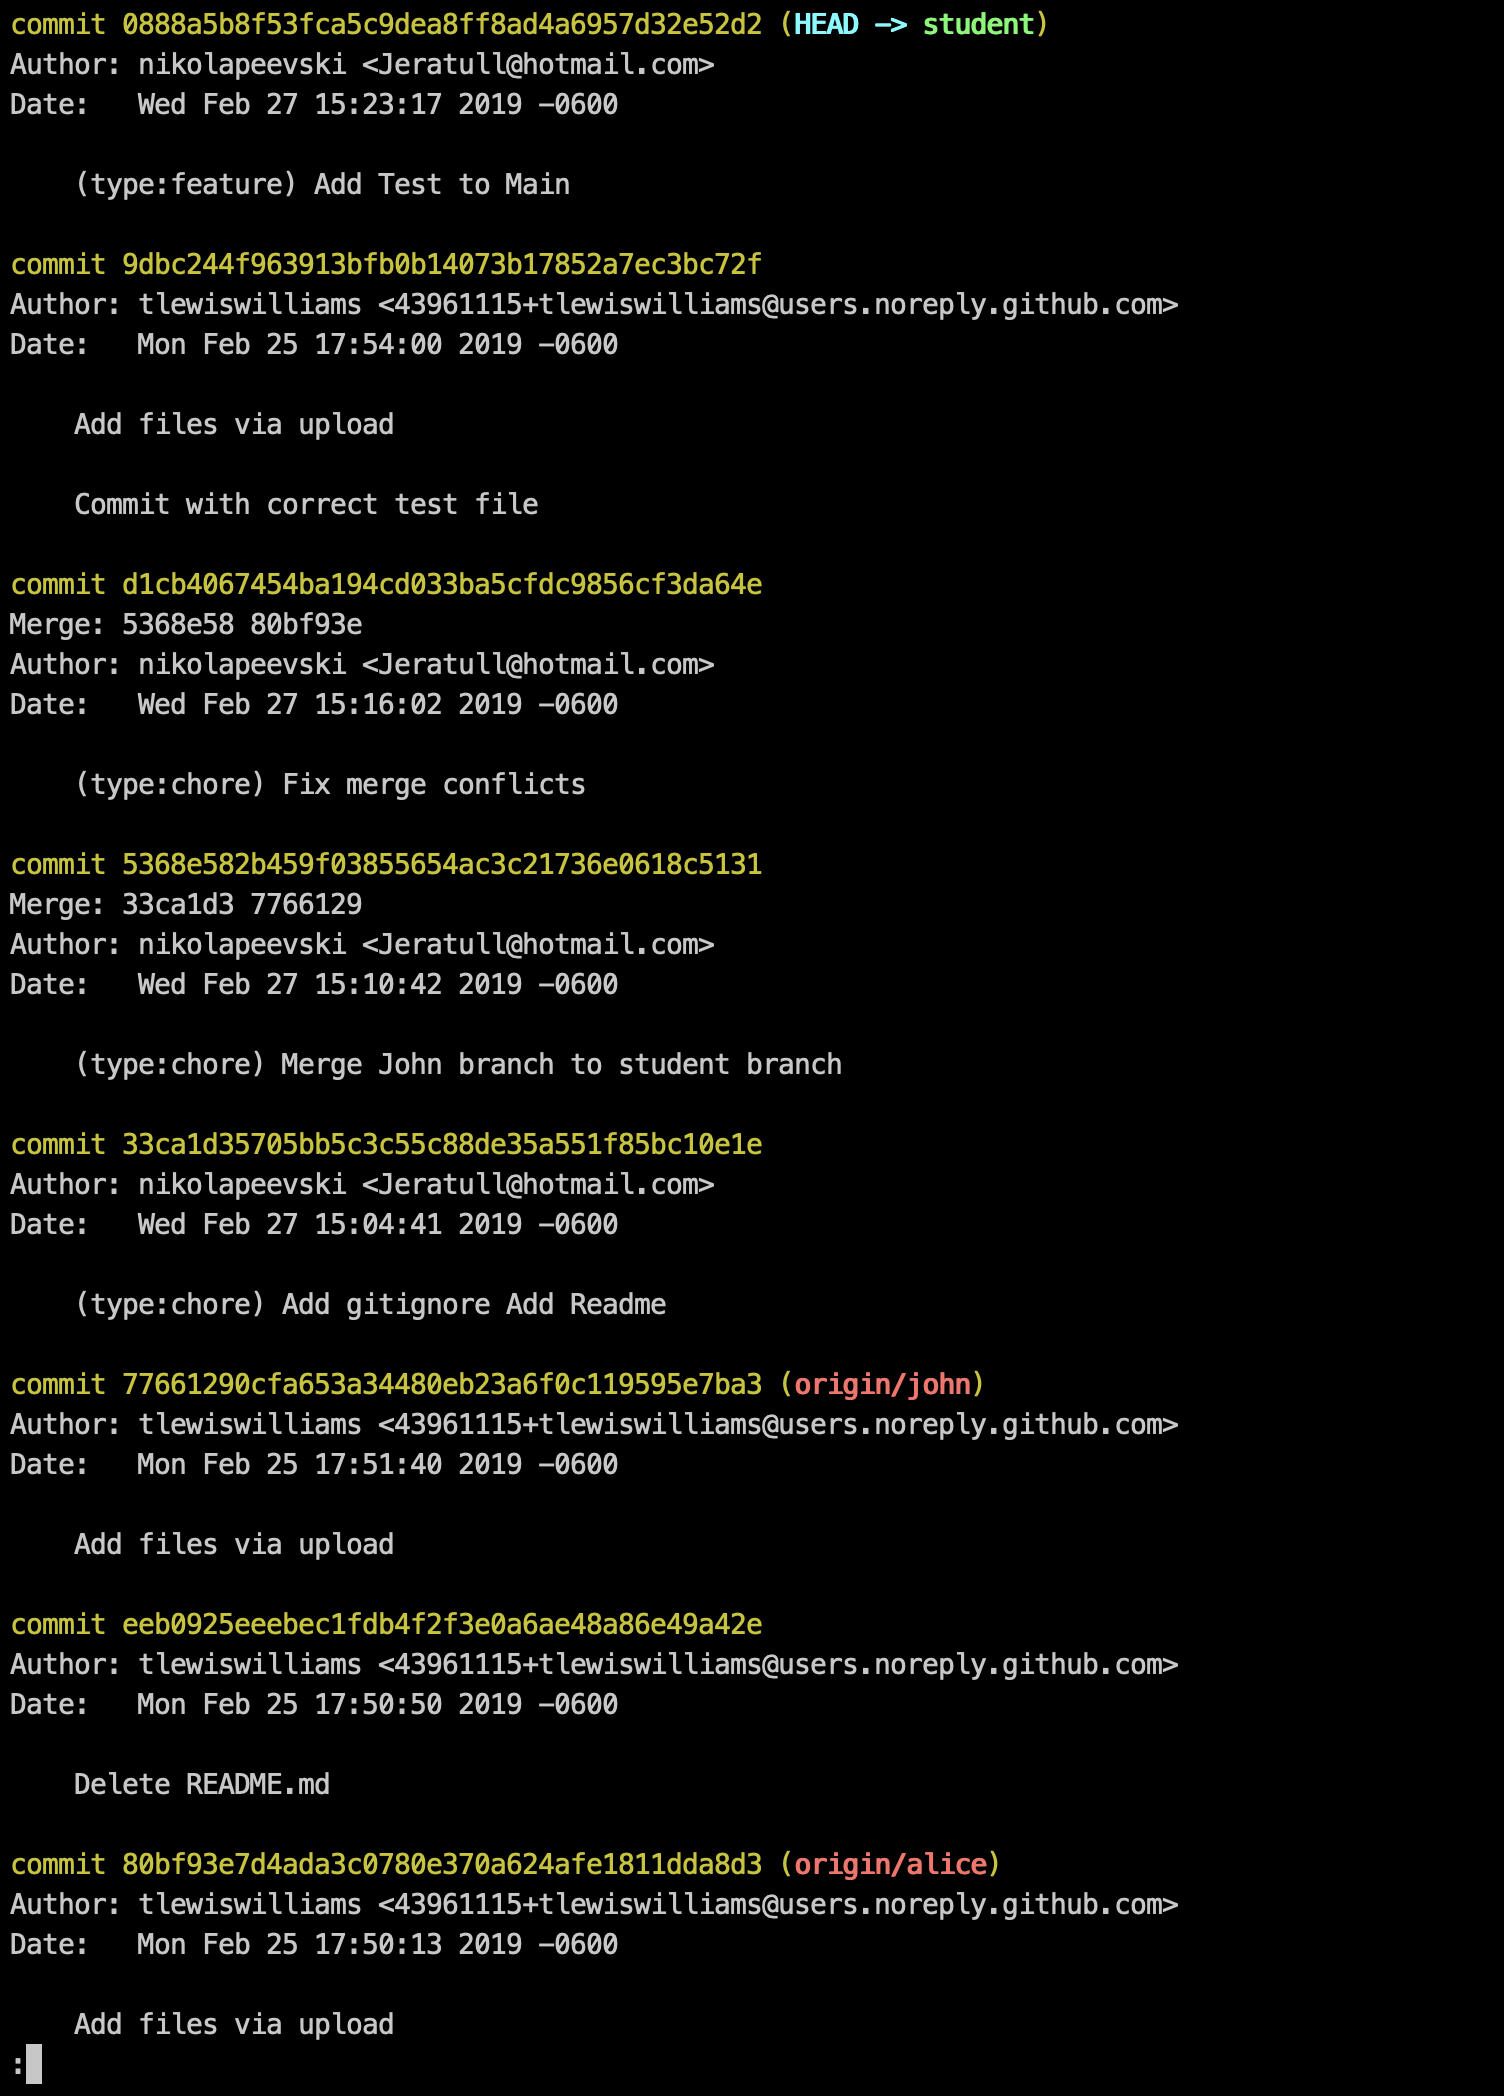 commit 0888a5b8f53fca5c9dea8ff8ad4a6957d32e52d2 (HEAD -> student)
Author: nikolapeevski <Jeratull@hotmail.com>
Date:   Wed Feb 27 15:23:17 2019 -0600
(type:feature) Add Test to Main
commit 9dbc244f963913bfb0b14073b17852a7ec3bc72f
Author: tlewiswilliams <43961115+tlewiswilliams@users.noreply.github.com>
Date:   Mon Feb 25 17:54:00 2019 -0600
Add files via upload
Commit with correct test file
commit d1cb4067454ba194cd033ba5cfdc9856cf3da64e
Merge: 5368e58 80bf93e
Author: nikolapeevski <Jeratull@hotmail.com>
Date:   Wed Feb 27 15:16:02 2019 -0600
(type:chore) Fix merge conflicts
commit 5368e582b459f03855654ac3c21736e0618c5131
Merge: 33ca1d3 7766129
Author: nikolapeevski <Jeratull@hotmail.com>
Date:   Wed Feb 27 15:10:42 2019 -0600
(type:chore) Merge John branch to student branch
commit 33ca1d35705bb5c3c55c88de35a551f85bc10e1e
Author: nikolapeevski <Jeratull@hotmail.com>
Date:   Wed Feb 27 15:04:41 2019 -0600
(type:chore) Add gitignore Add Readme
commit 77661290cfa653a34480eb23a6f0c119595e7ba3 (origin/john)
Author: tlewiswilliams <43961115+tlewiswilliams@users.noreply.github.com>
Date:   Mon Feb 25 17:51:40 2019 -0600
Add files via upload
commit eeb0925eeebec1fdb4f2f3e0a6ae48a86e49a42e
Author: tlewiswilliams <43961115+tlewiswilliams@users.noreply.github.com>
Date:   Mon Feb 25 17:50:50 2019 -0600
Delete README.md
commit 80bf93e7d4ada3c0780e370a624afe1811dda8d3 (origin/alice)
Author: tlewiswilliams <43961115+tlewiswilliams@users.noreply.github.com>
Date:   Mon Feb 25 17:50:13 2019 -0600
Add files via upload
: